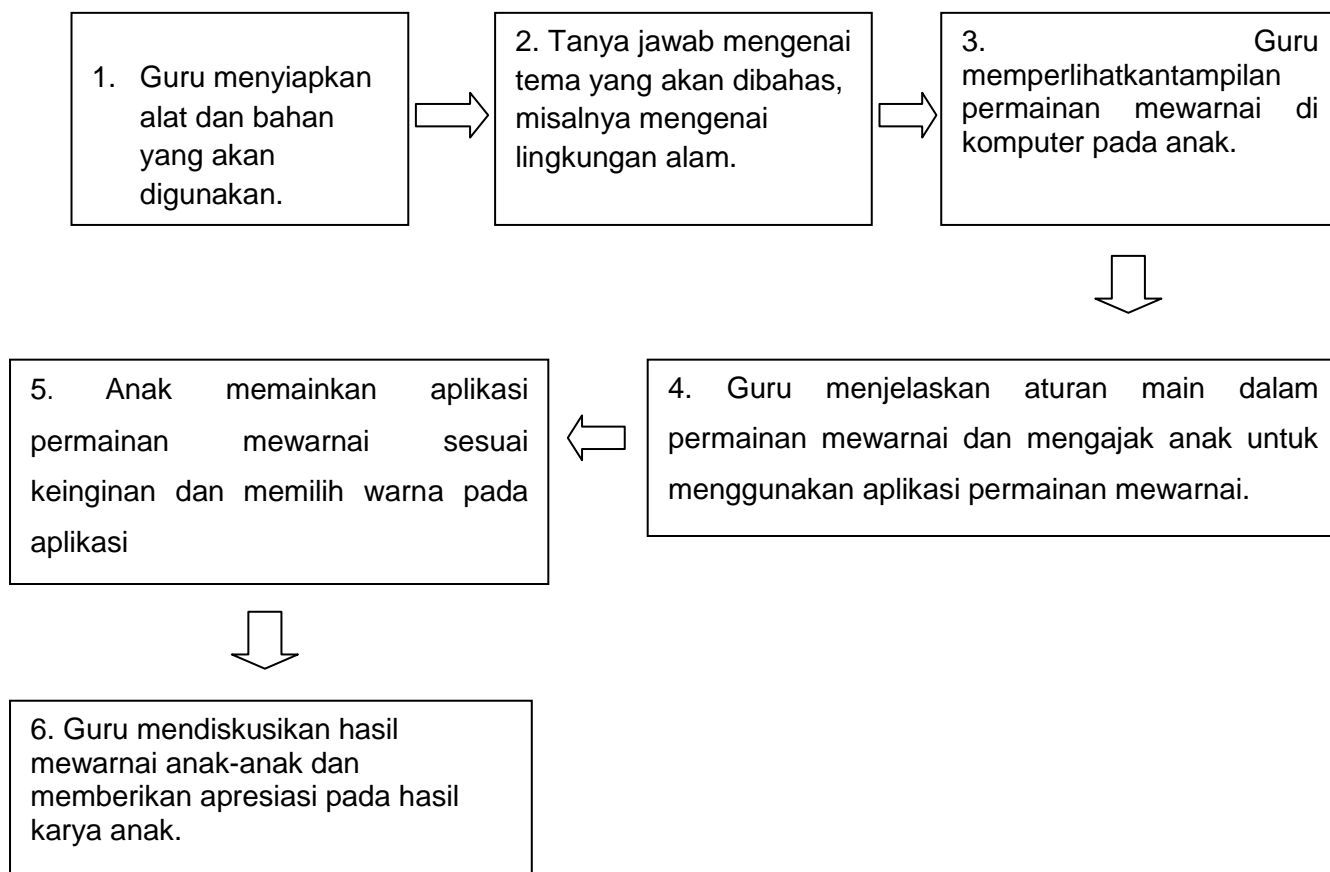 1. Guru menyiapkan
alat dan bahan
yang akan
digunakan.
2. Tanya jawab mengenai
tema yang akan dibahas,
misalnya mengenai
lingkungan alam.
3. Guru
memperlihatkantampilan
permainan mewarnai di
komputer pada anak.
4. Guru menjelaskan aturan main dalam
permainan mewarnai dan mengajak anak untuk
menggunakan aplikasi permainan mewarnai.
5. Anak memainkan aplikasi
permainan mewarnai sesuai
keinginan dan memilih warna pada
aplikasi
6. Guru mendiskusikan hasil
mewarnai anak-anak dan
memberikan apresiasi pada hasil
karya anak.